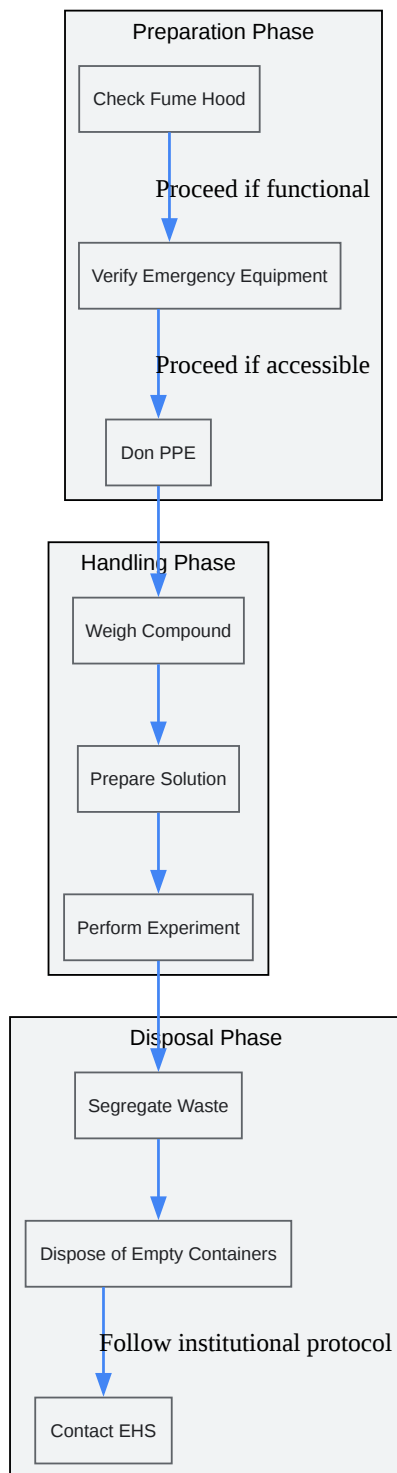 Preparation Phase
Check Fume Hood
Proceed if functional
Verify Emergency Equipment
Proceed if accessible
Don PPE
Handling Phase
Weigh Compound
Prepare Solution
Perform Experiment
Disposal Phase
Segregate Waste
Dispose of Empty Containers
Follow institutional protocol
Contact EHS